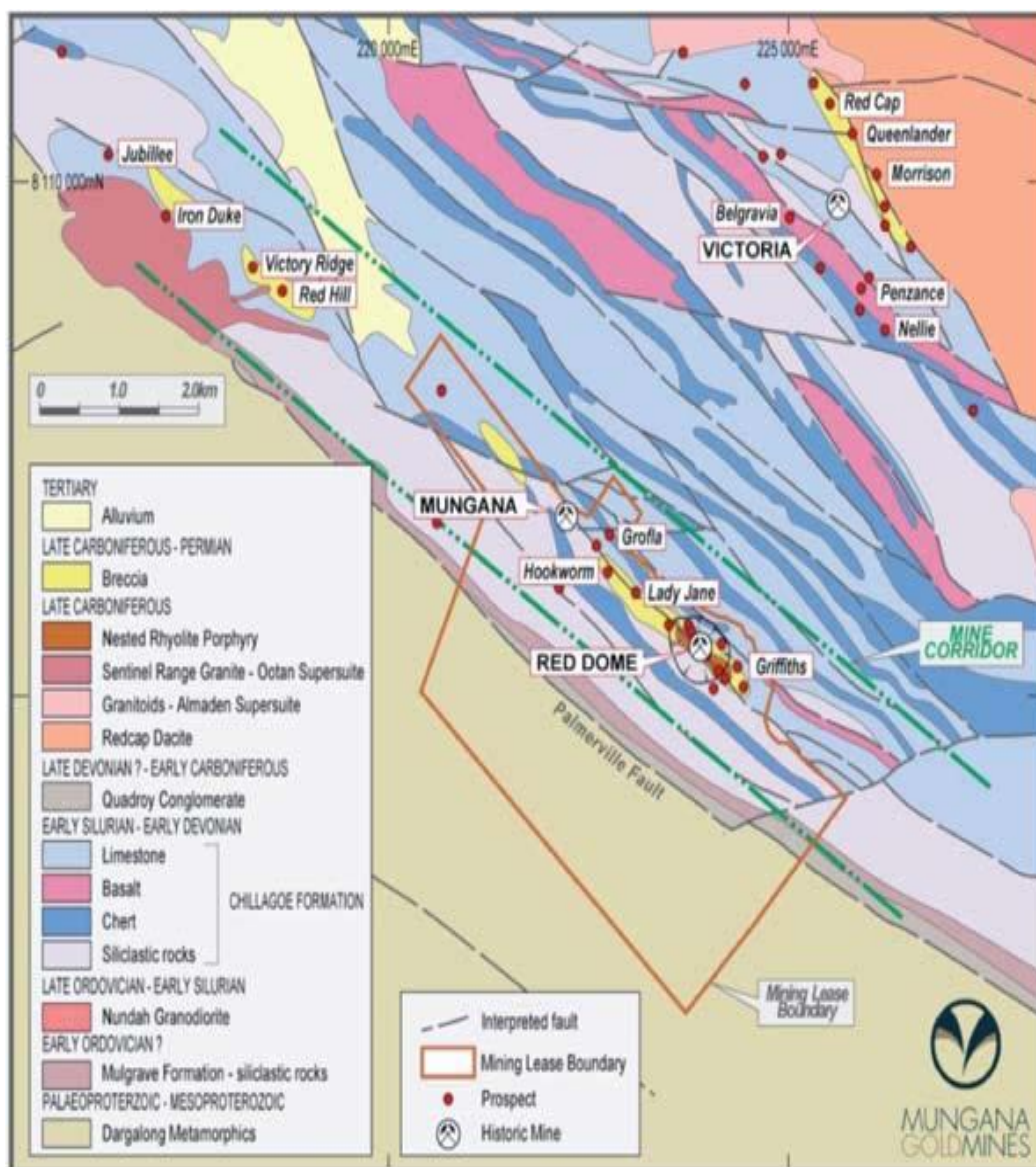 220 000mE
225 000mE
Red Cap
Queenlander
Jubillee
8 110 000mN
Morrison
Iron Duke
Belgravia
VICTORIA
Victory Ridge
Red Hill
Penzance
Nellie
0 1.0 2.0km
MUNGANA
Grofla
Hookworm
Lady Jane
MINE
CORRIDOR
RED DOME
Griffiths
Palmerville Fault
Mining Lease
Boundary
TERTIARY
Alluvium
LATE CARBONIFEROUS - PERMIAN
Breccia
LATE CARBONIFEROUS
Nested Rhyolite Porphyry
Sentinel Range Granite - Ootan Supersuite
Granitoids - Almaden Supersuite
Redcap Dacite
LATE DEVONIAN ? - EARLY CARBONIFEROUS
Quadroy Conglomerate
EARLY SILURIAN - EARLY DEVONIAN
Limestone
Basalt
CHILLAGOE FORMATION
Chert
Siliclastic rocks
LATE ORDOVICIAN - EARLY SILURIAN
Nundah Granodiorite
EARLY ORDOVICIAN ?
Mulgrave Formation - siliclastic rocks
PALAEOPROTERZOIC - MESOPROTEROZOIC
Dargalong Metamorphics
Interpreted fault
Mining Lease Boundary
Prospect
Historic Mine
MUNGANA
GOLDMINES